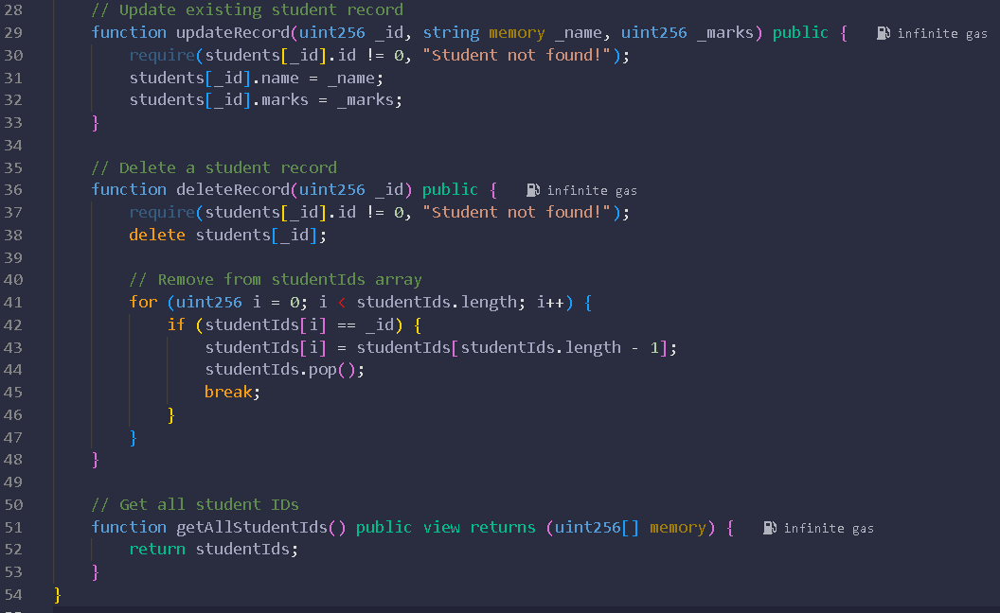 28 // Update existing student record
29 function updateRecord(uint256 _id, string memory _name, uint256 _marks) public { infinite gas
30 require(students[_id].id != 0, "Student not found!");
31 students[_id].name = _name;
32 students[_id].marks = _marks;
33 }
34
35 // Delete a student record
36 function deleteRecord(uint256 _id) public { infinite gas
37 require(students[_id].id != 0, "Student not found!");
38 delete students[_id];
39
40 // Remove from studentIds array
41 for (uint256 i = 0; i < studentIds.length; i++) {
42 if (studentIds[i] == _id) {
43 studentIds[i] = studentIds[studentIds.length - 1];
44 studentIds.pop();
45 break;
46 }
47 }
48 }
49
50 // Get all student IDs
51 function getAllStudentIds() public view returns (uint256[] memory) { infinite gas
52 return studentIds;
53 }
54 }